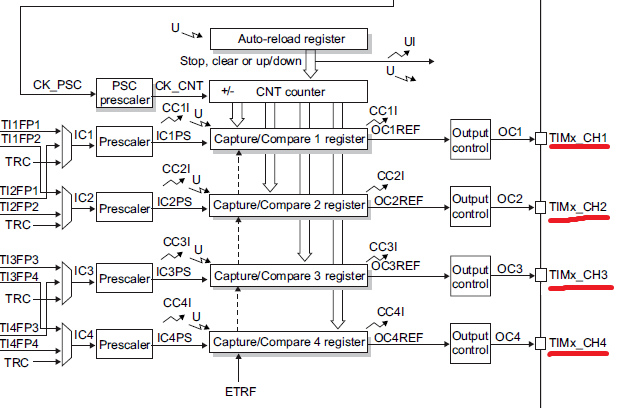 U
Auto-reload register
Stop, clear or up/down
UI
U
CK_PSC
PSC prescaler
CK_CNT
+/-
CNT counter
TI1FP1
TI1FP2
TRC
IC1
Prescaler
CC1I
U
IC1PS
Capture/Compare 1 register
CC1I
OC1REF
Output control
OC1
TIMx_CH1
TI2FP1
TI2FP2
TRC
IC2
Prescaler
CC2I
U
IC2PS
Capture/Compare 2 register
CC2I
OC2REF
Output control
OC2
TIMx_CH2
TI3FP3
TI3FP4
TRC
IC3
Prescaler
CC3I
U
IC3PS
Capture/Compare 3 register
CC3I
OC3REF
Output control
OC3
TIMx_CH3
TI4FP3
TI4FP4
TRC
IC4
Prescaler
CC4I
U
IC4PS
Capture/Compare 4 register
CC4I
OC4REF
Output control
OC4
TIMx_CH4
ETRF